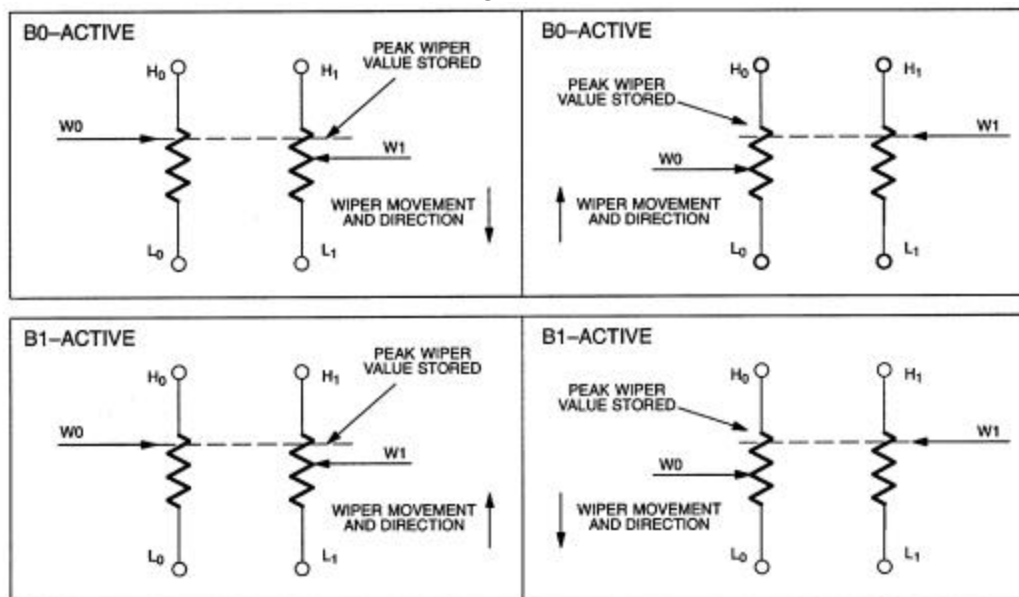 B0–ACTIVE
PEAK WIPER
VALUE STORED
H0
H1
W0
W1
WIPER MOVEMENT
AND DIRECTION
L0
L1
B0–ACTIVE
H0
H1
PEAK WIPER
VALUE STORED
W1
W0
WIPER MOVEMENT
AND DIRECTION
L0
L1
B1–ACTIVE
PEAK WIPER
VALUE STORED
H0
H1
W0
W1
WIPER MOVEMENT
AND DIRECTION
L0
L1
B1–ACTIVE
H0
H1
PEAK WIPER
VALUE STORED
W1
W0
WIPER MOVEMENT
AND DIRECTION
L0
L1